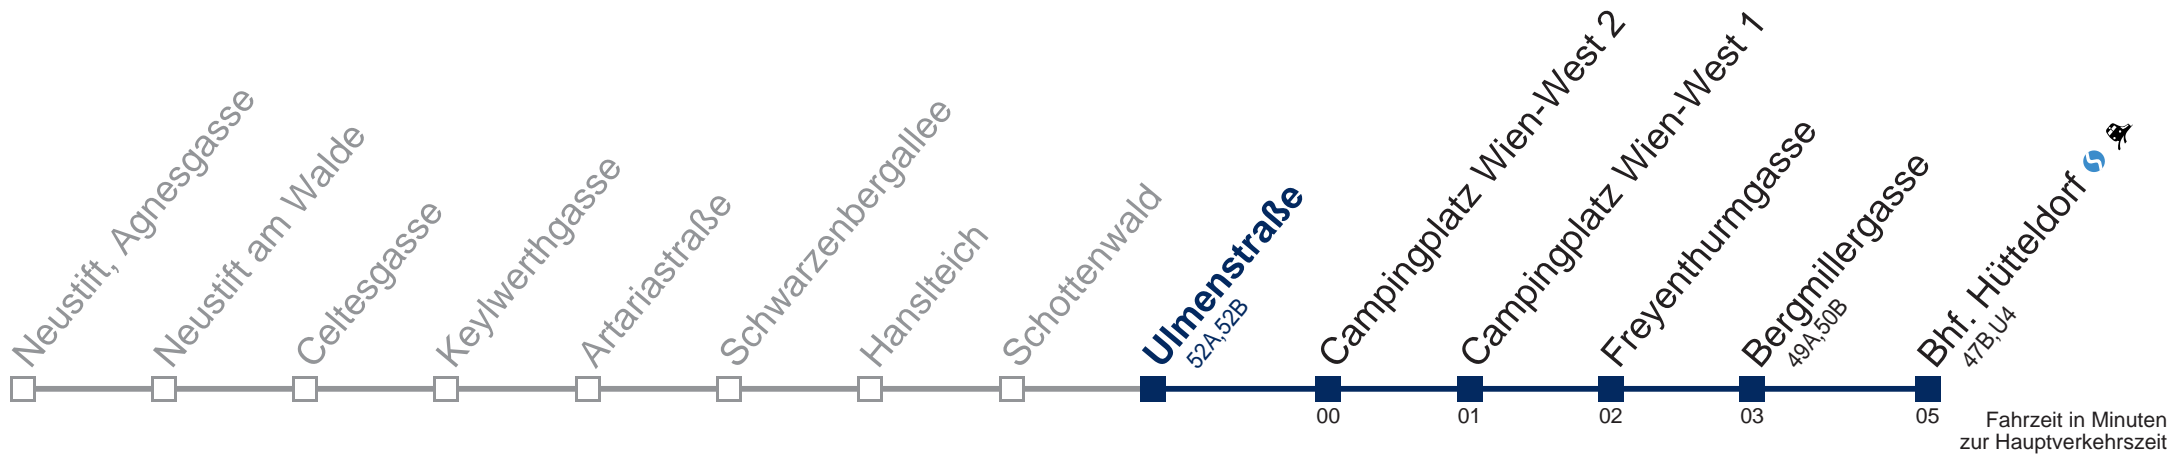 Neustift, Agnesgasse
Neustift am Walde
Celtesgasse
Keylwerthgasse
Artariastraße
Schwarzenbergallee
Hanslteich
Schottenwald
Ulmenstraße
52A,52B
Campingplatz Wien-West 2
Campingplatz Wien-West 1
Freyenthurmgasse
Bergmillergasse
49A,50B
Bhf. Hütteldorf
47B,U4
00
01
02
03
05
Fahrzeit in Minuten
zur Hauptverkehrszeit